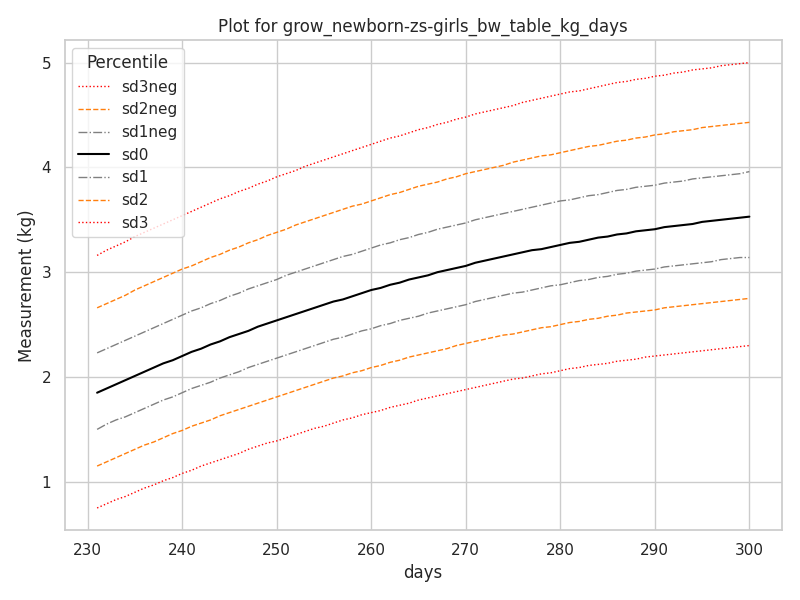 Plot for grow_newborn-zs-girls_bw_table_kg_days
Percentile
sd3neg
sd2neg
sd1neg
sd0
sd1
sd2
sd3
Measurement (kg)
5
4
3
2
1
230 240 250 260 270 280 290 300
days